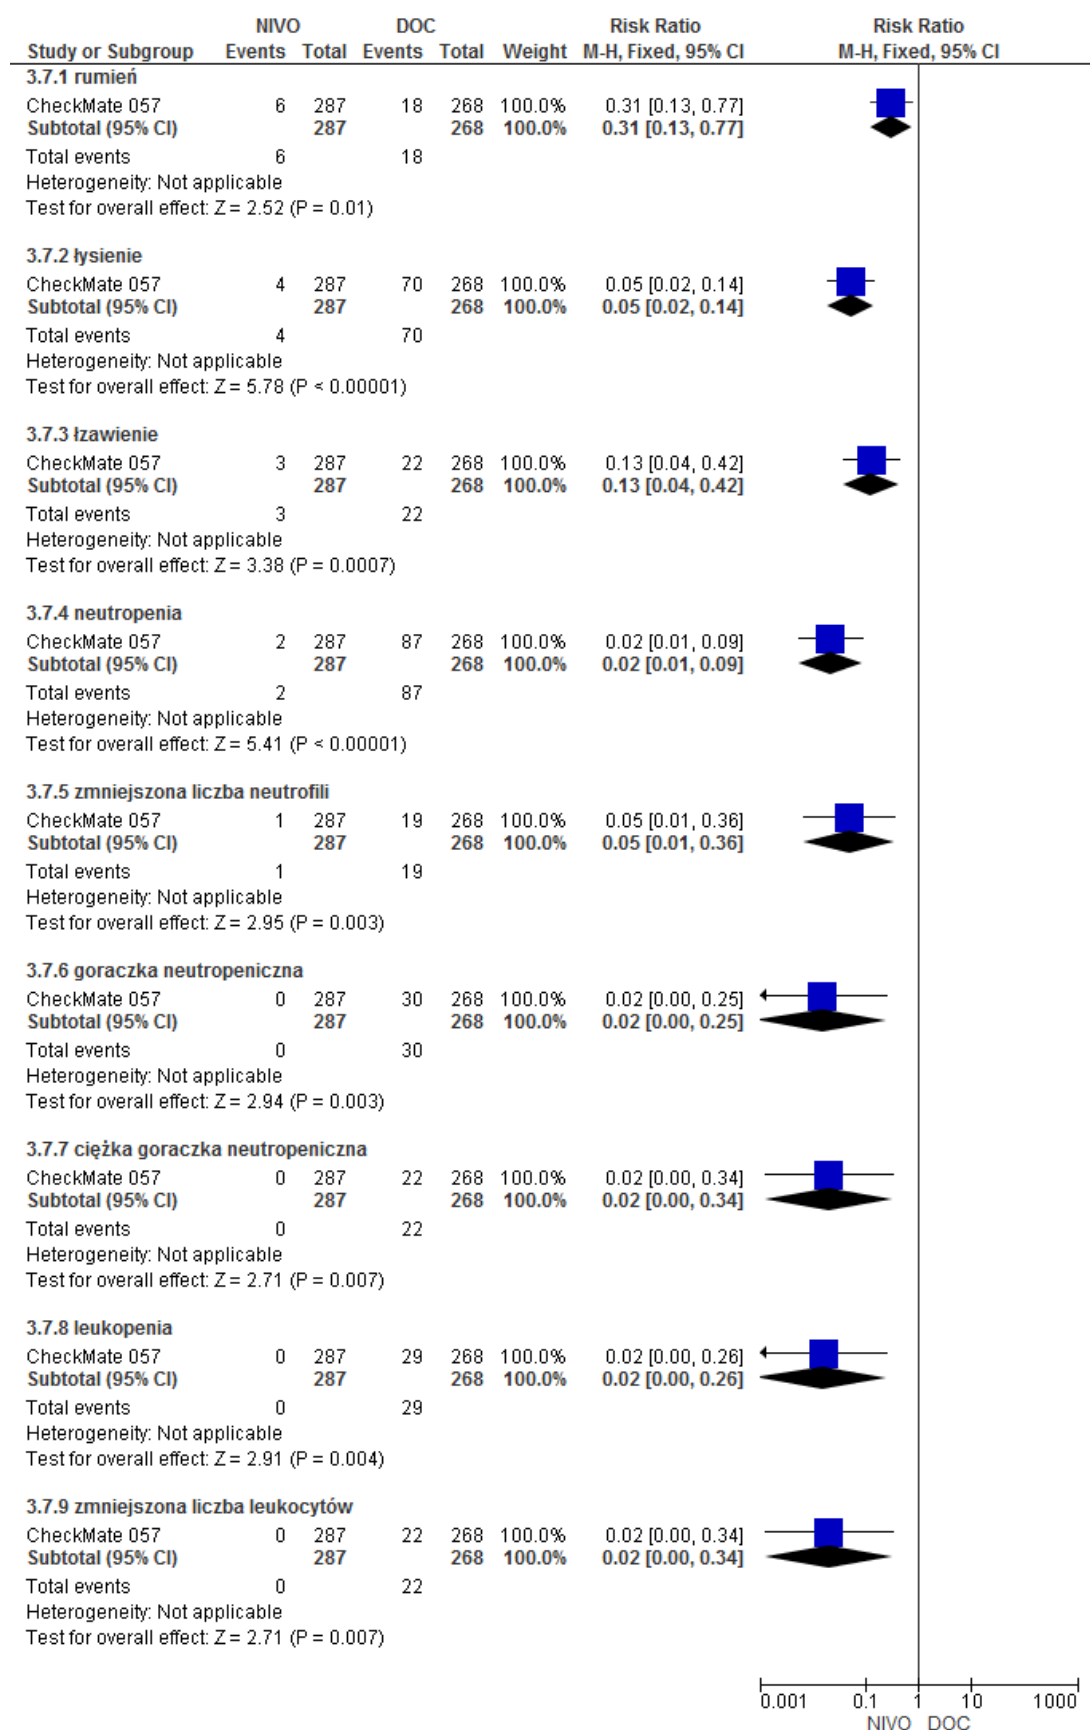 NIVO DOC Risk Ratio Risk Ratio
Study or Subgroup Events Total Events Total Weight M-H, Fixed, 95% CI M-H, Fixed, 95% CI
3.7.1 rumień
CheckMate 057 6 287 18 268 100.0% 0.31 [0.13, 0.77]
Subtotal (95% CI) 287 268 100.0% 0.31 [0.13, 0.77]
Total events 6 18
Heterogeneity: Not applicable
Test for overall effect: Z = 2.52 (P = 0.01)
3.7.2 łysienie
CheckMate 057 4 287 70 268 100.0% 0.05 [0.02, 0.14]
Subtotal (95% CI) 287 268 100.0% 0.05 [0.02, 0.14]
Total events 4 70
Heterogeneity: Not applicable
Test for overall effect: Z = 5.78 (P < 0.00001)
3.7.3 łzawienie
CheckMate 057 3 287 22 268 100.0% 0.13 [0.04, 0.42]
Subtotal (95% CI) 287 268 100.0% 0.13 [0.04, 0.42]
Total events 3 22
Heterogeneity: Not applicable
Test for overall effect: Z = 3.38 (P = 0.0007)
3.7.4 neutropenia
CheckMate 057 2 287 87 268 100.0% 0.02 [0.01, 0.09]
Subtotal (95% CI) 287 268 100.0% 0.02 [0.01, 0.09]
Total events 2 87
Heterogeneity: Not applicable
Test for overall effect: Z = 5.41 (P < 0.00001)
3.7.5 zmniejszona liczba neutrofili
CheckMate 057 1 287 19 268 100.0% 0.05 [0.01, 0.36]
Subtotal (95% CI) 287 268 100.0% 0.05 [0.01, 0.36]
Total events 1 19
Heterogeneity: Not applicable
Test for overall effect: Z = 2.95 (P = 0.003)
3.7.6 goraczka neutropeniczna
CheckMate 057 0 287 30 268 100.0% 0.02 [0.00, 0.25]
Subtotal (95% CI) 287 268 100.0% 0.02 [0.00, 0.25]
Total events 0 30
Heterogeneity: Not applicable
Test for overall effect: Z = 2.94 (P = 0.003)
3.7.7 ciężka goraczka neutropeniczna
CheckMate 057 0 287 22 268 100.0% 0.02 [0.00, 0.34]
Subtotal (95% CI) 287 268 100.0% 0.02 [0.00, 0.34]
Total events 0 22
Heterogeneity: Not applicable
Test for overall effect: Z = 2.71 (P = 0.007)
3.7.8 leukopenia
CheckMate 057 0 287 29 268 100.0% 0.02 [0.00, 0.26]
Subtotal (95% CI) 287 268 100.0% 0.02 [0.00, 0.26]
Total events 0 29
Heterogeneity: Not applicable
Test for overall effect: Z = 2.91 (P = 0.004)
3.7.9 zmniejszona liczba leukocytów
CheckMate 057 0 287 22 268 100.0% 0.02 [0.00, 0.34]
Subtotal (95% CI) 287 268 100.0% 0.02 [0.00, 0.34]
Total events 0 22
Heterogeneity: Not applicable
Test for overall effect: Z = 2.71 (P = 0.007)
0.001 0.1 1 10 1000
NIVO DOC